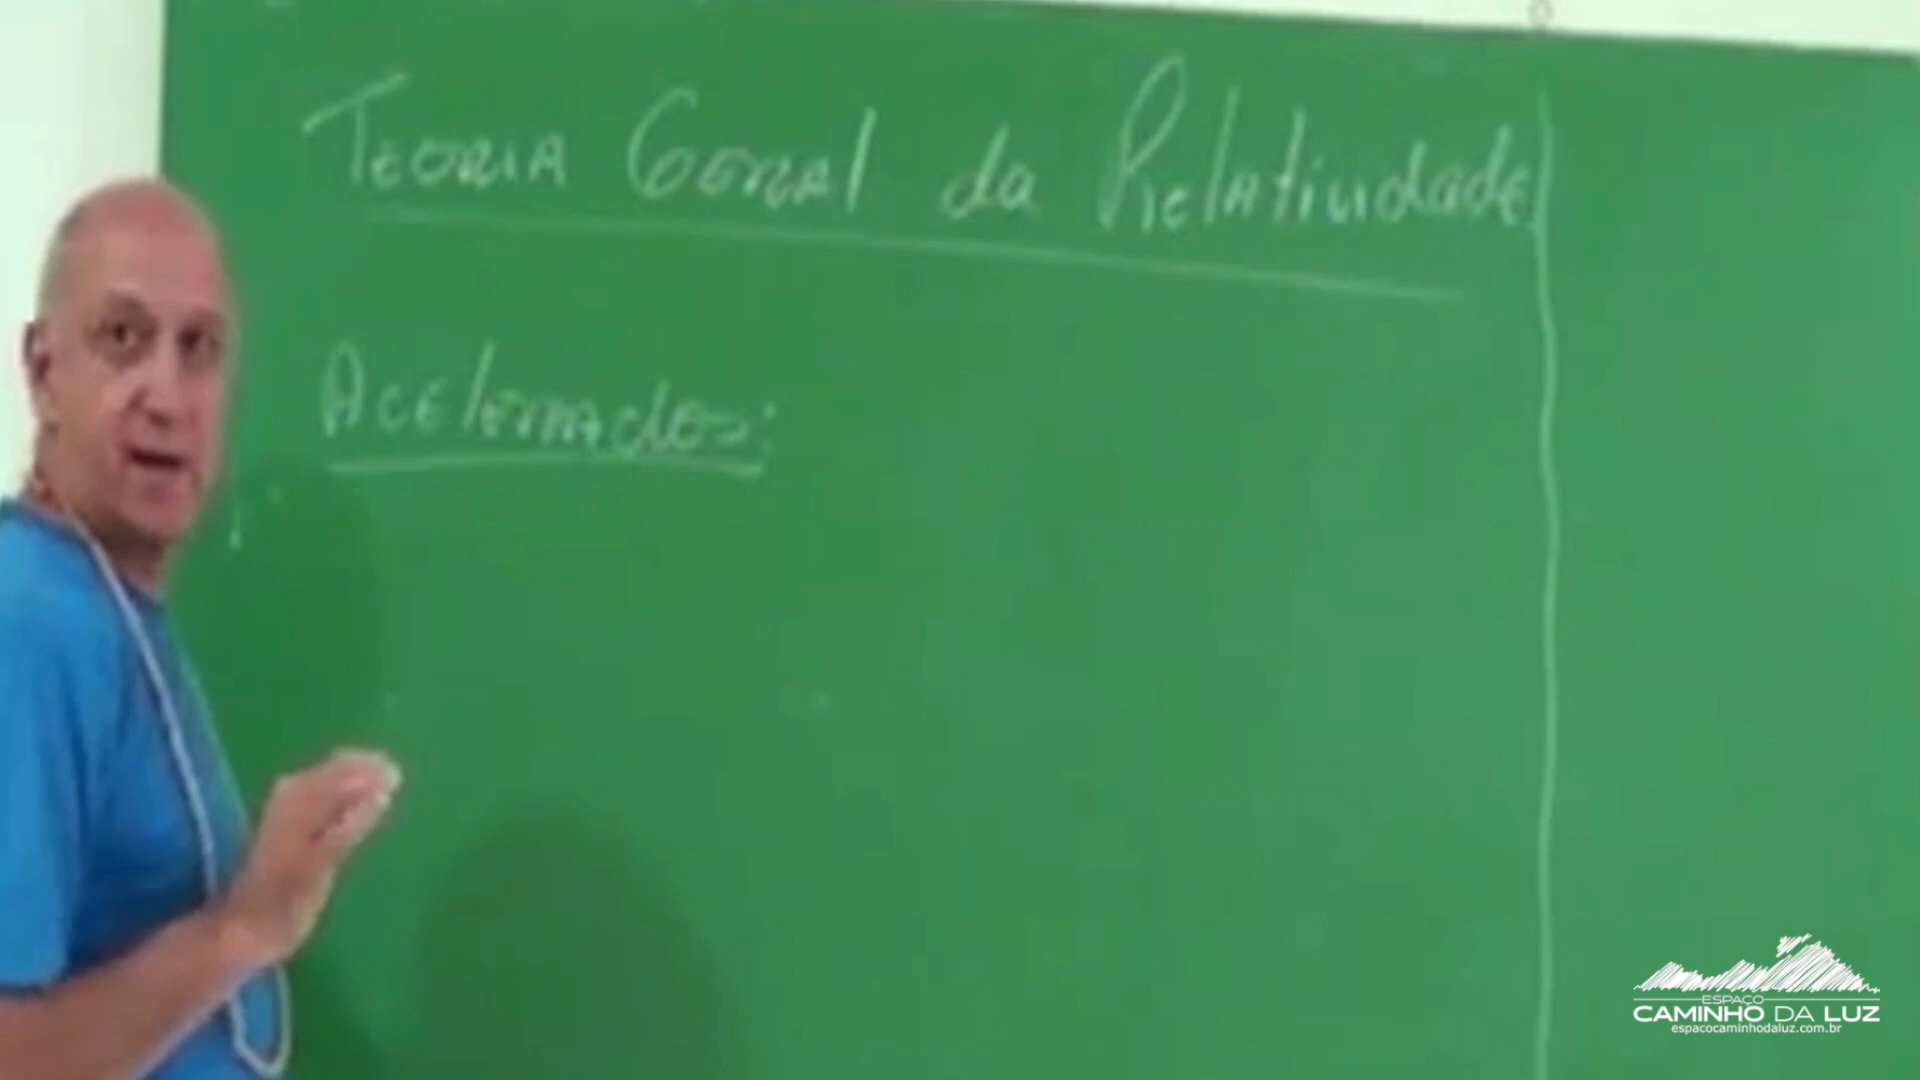 Teoria Geral da Relatividade
Acelerados:
ESPAÇO
CAMINHO DA LUZ
espacocaminhodaluz.com.br